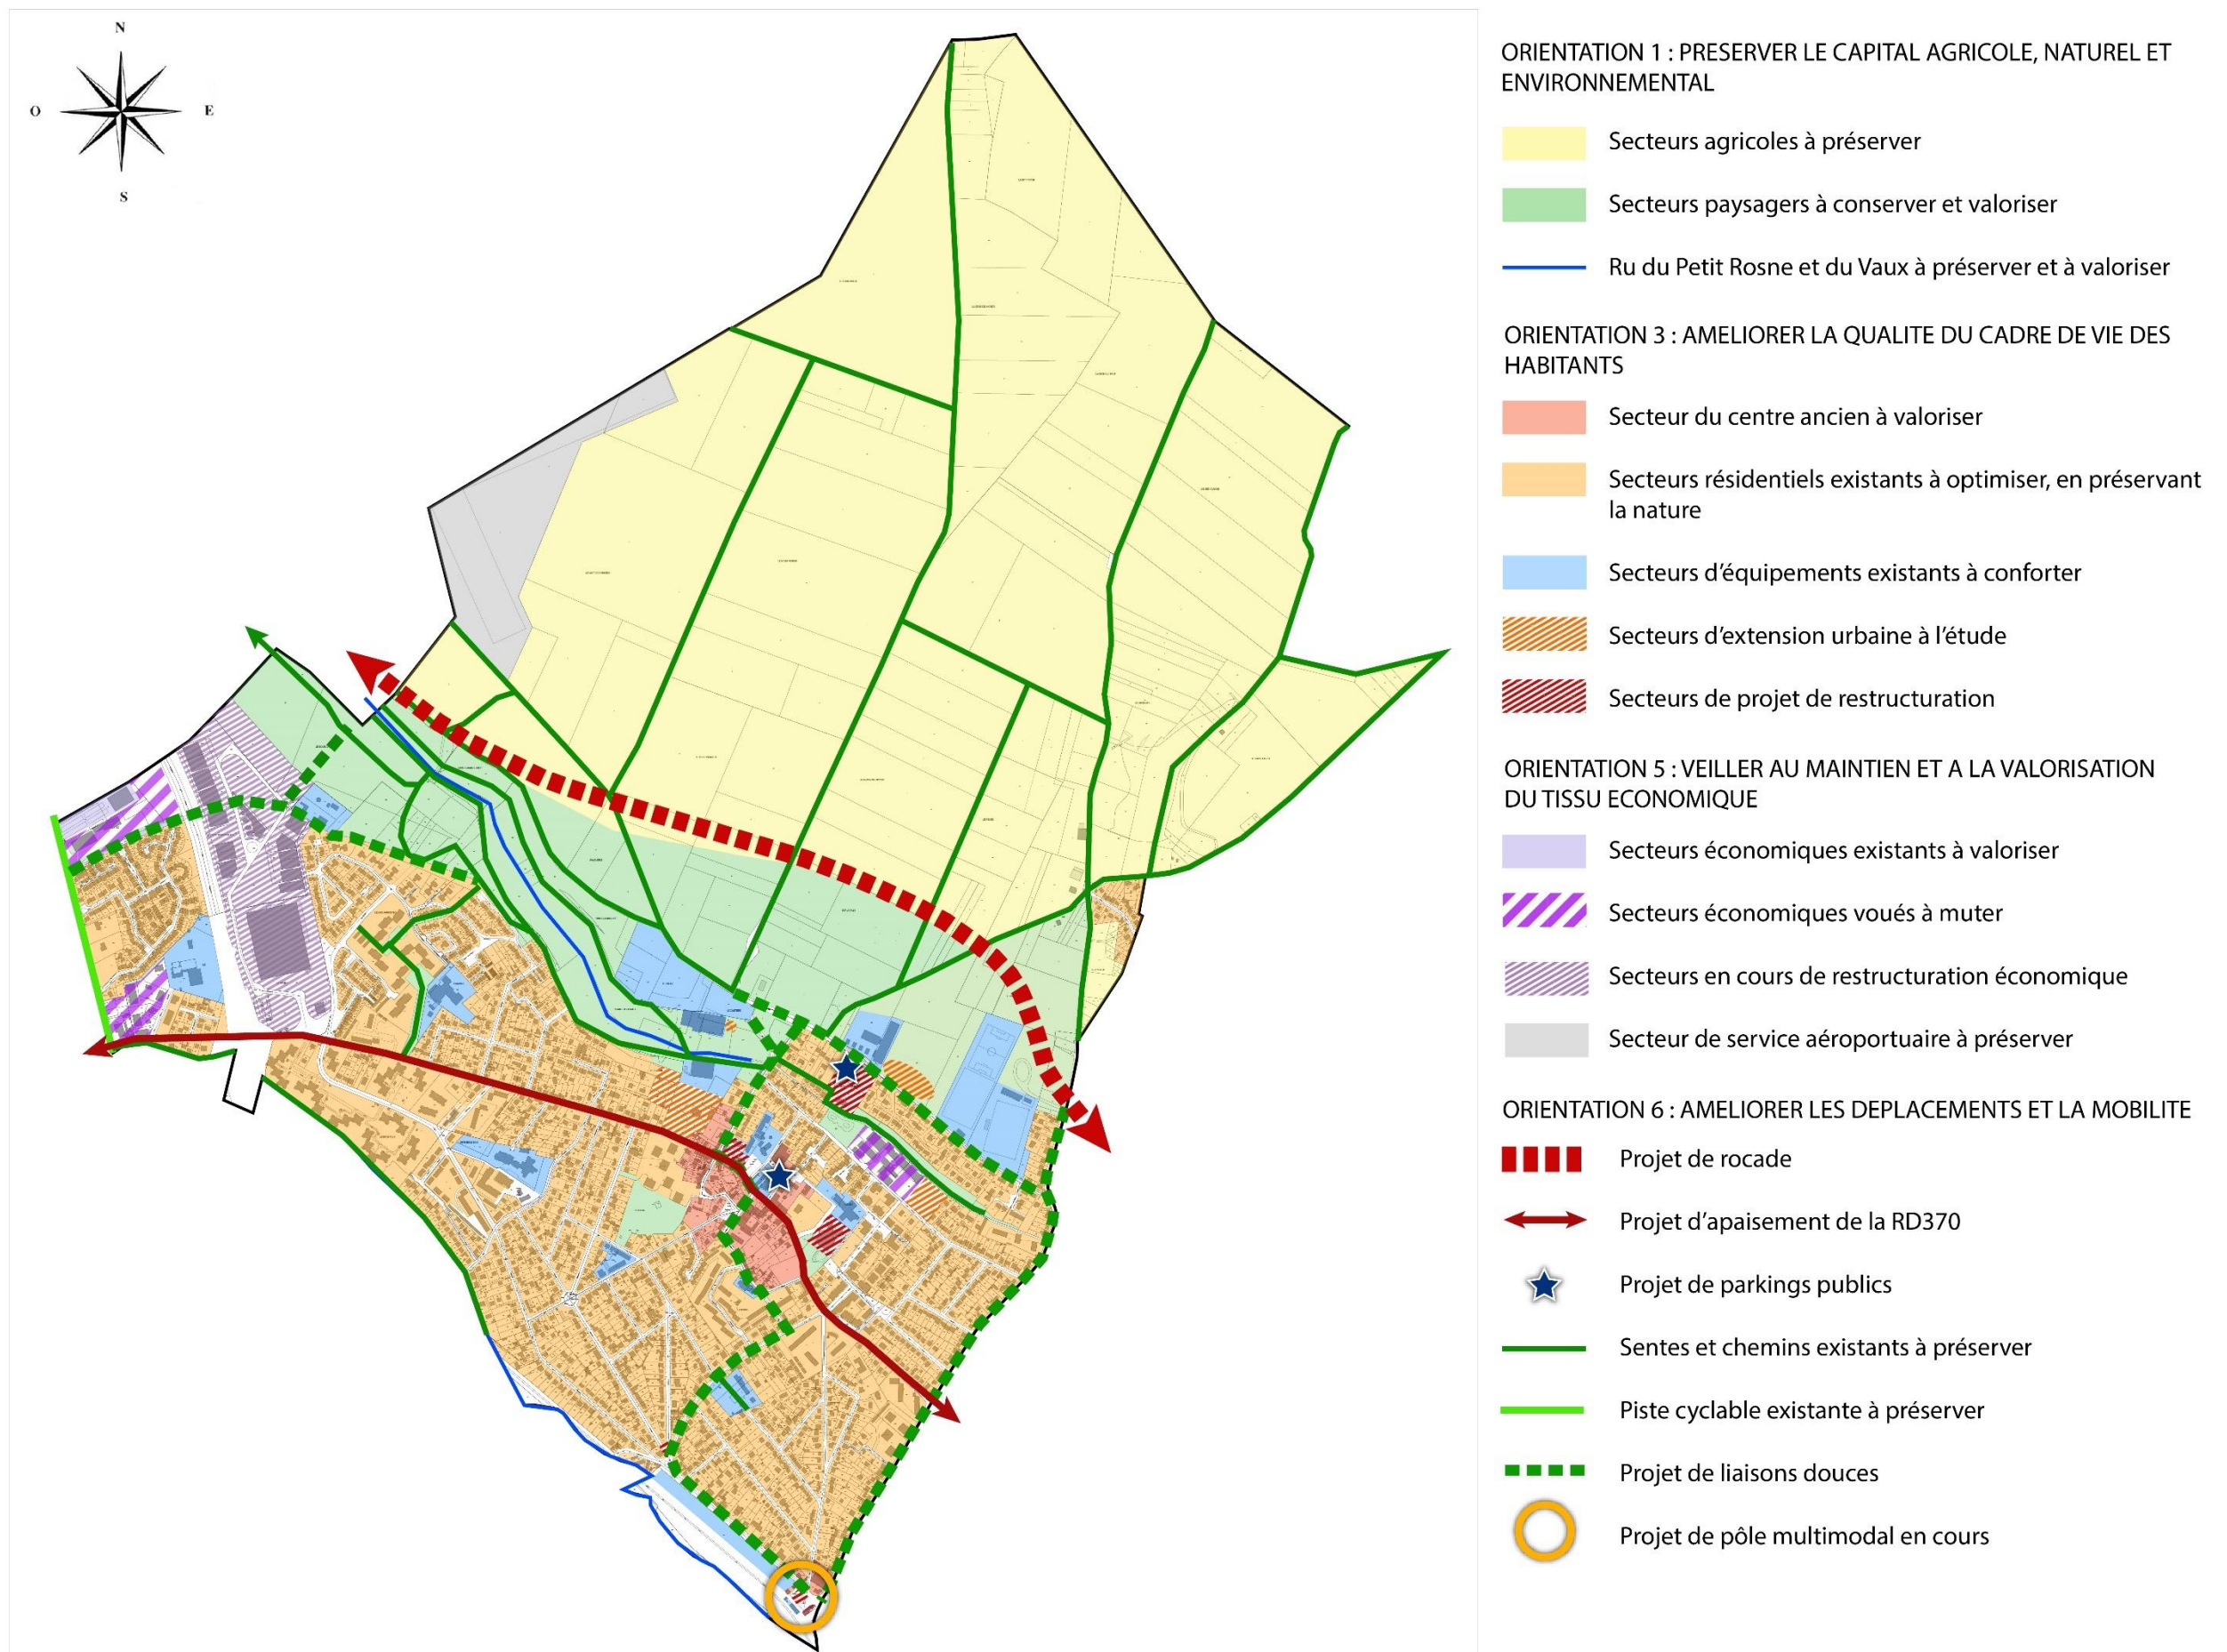 N
O
E
S
ORIENTATION 1 : PRESERVER LE CAPITAL AGRICOLE, NATUREL ET
ENVIRONNEMENTAL
Secteurs agricoles à préserver
Secteurs paysagers à conserver et valoriser
Ru du Petit Rosne et du Vaux à préserver et à valoriser
ORIENTATION 3 : AMELIORER LA QUALITE DU CADRE DE VIE DES
HABITANTS
Secteur du centre ancien à valoriser
Secteurs résidentiels existants à optimiser, en préservant
la nature
Secteurs d'équipements existants à conforter
Secteurs d'extension urbaine à l'étude
Secteurs de projet de restructuration
ORIENTATION 5 : VEILLER AU MAINTIEN ET A LA VALORISATION
DU TISSU ECONOMIQUE
Secteurs économiques existants à valoriser
Secteurs économiques voués à muter
Secteurs en cours de restructuration économique
Secteur de service aéroportuaire à préserver
ORIENTATION 6 : AMELIORER LES DEPLACEMENTS ET LA MOBILITE
Projet de rocade
Projet d'apaisement de la RD370
Projet de parkings publics
Sentes et chemins existants à préserver
Piste cyclable existante à préserver
Projet de liaisons douces
Projet de pôle multimodal en cours